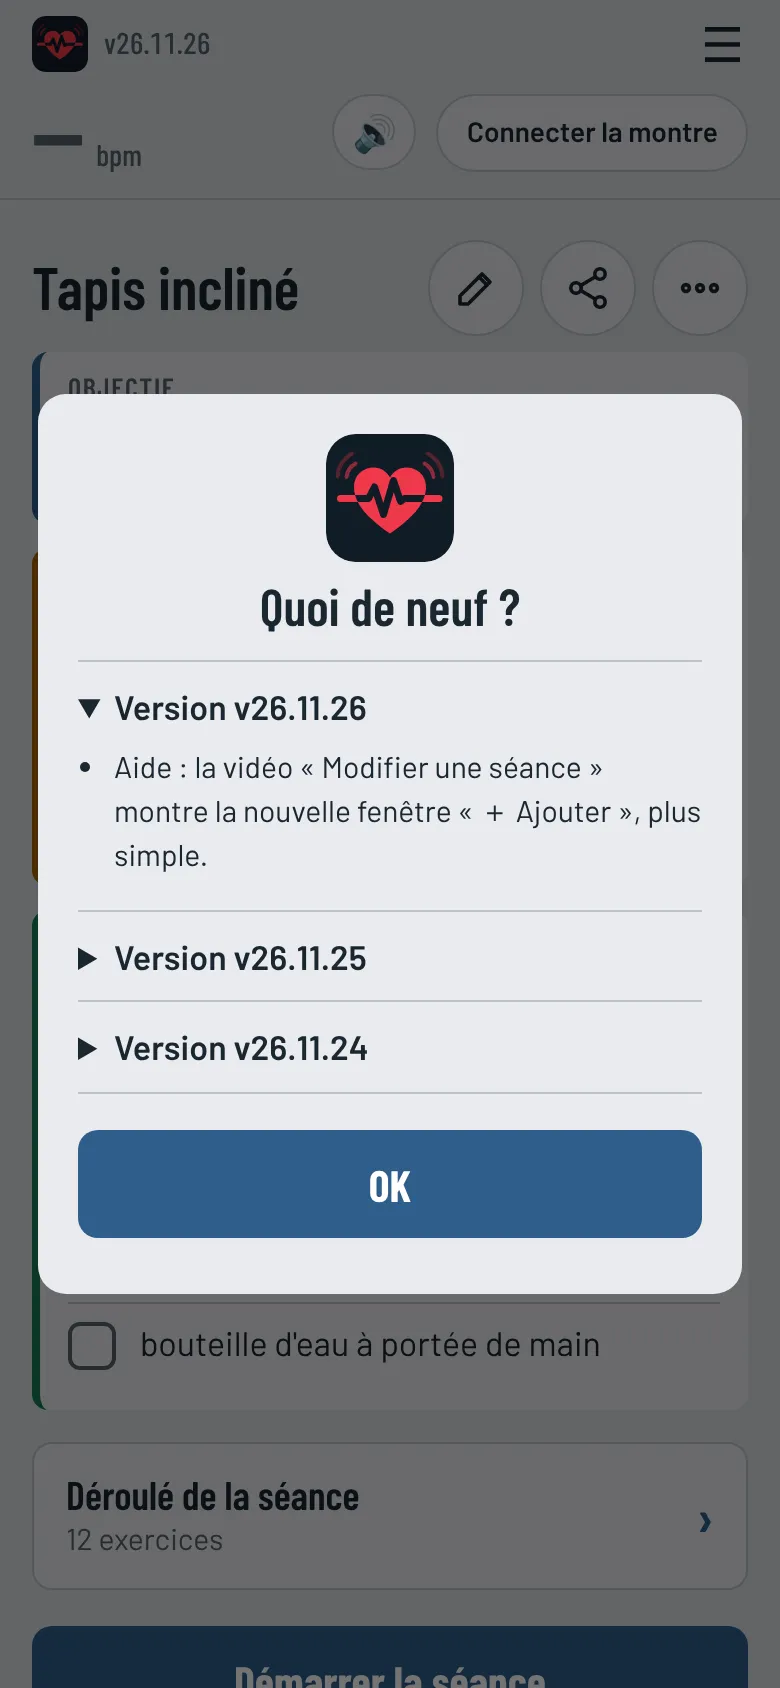 v26.11.26
bpm
Connecter la montre
Tapis incliné
OBJECTIF
Quoi de neuf ?
▼ Version v26.11.26
• Aide : la vidéo « Modifier une séance »
montre la nouvelle fenêtre « + Ajouter », plus
simple.
▶ Version v26.11.25
▶ Version v26.11.24
OK
bouteille d'eau à portée de main
Déroulé de la séance
12 exercices
Démarrer la séance